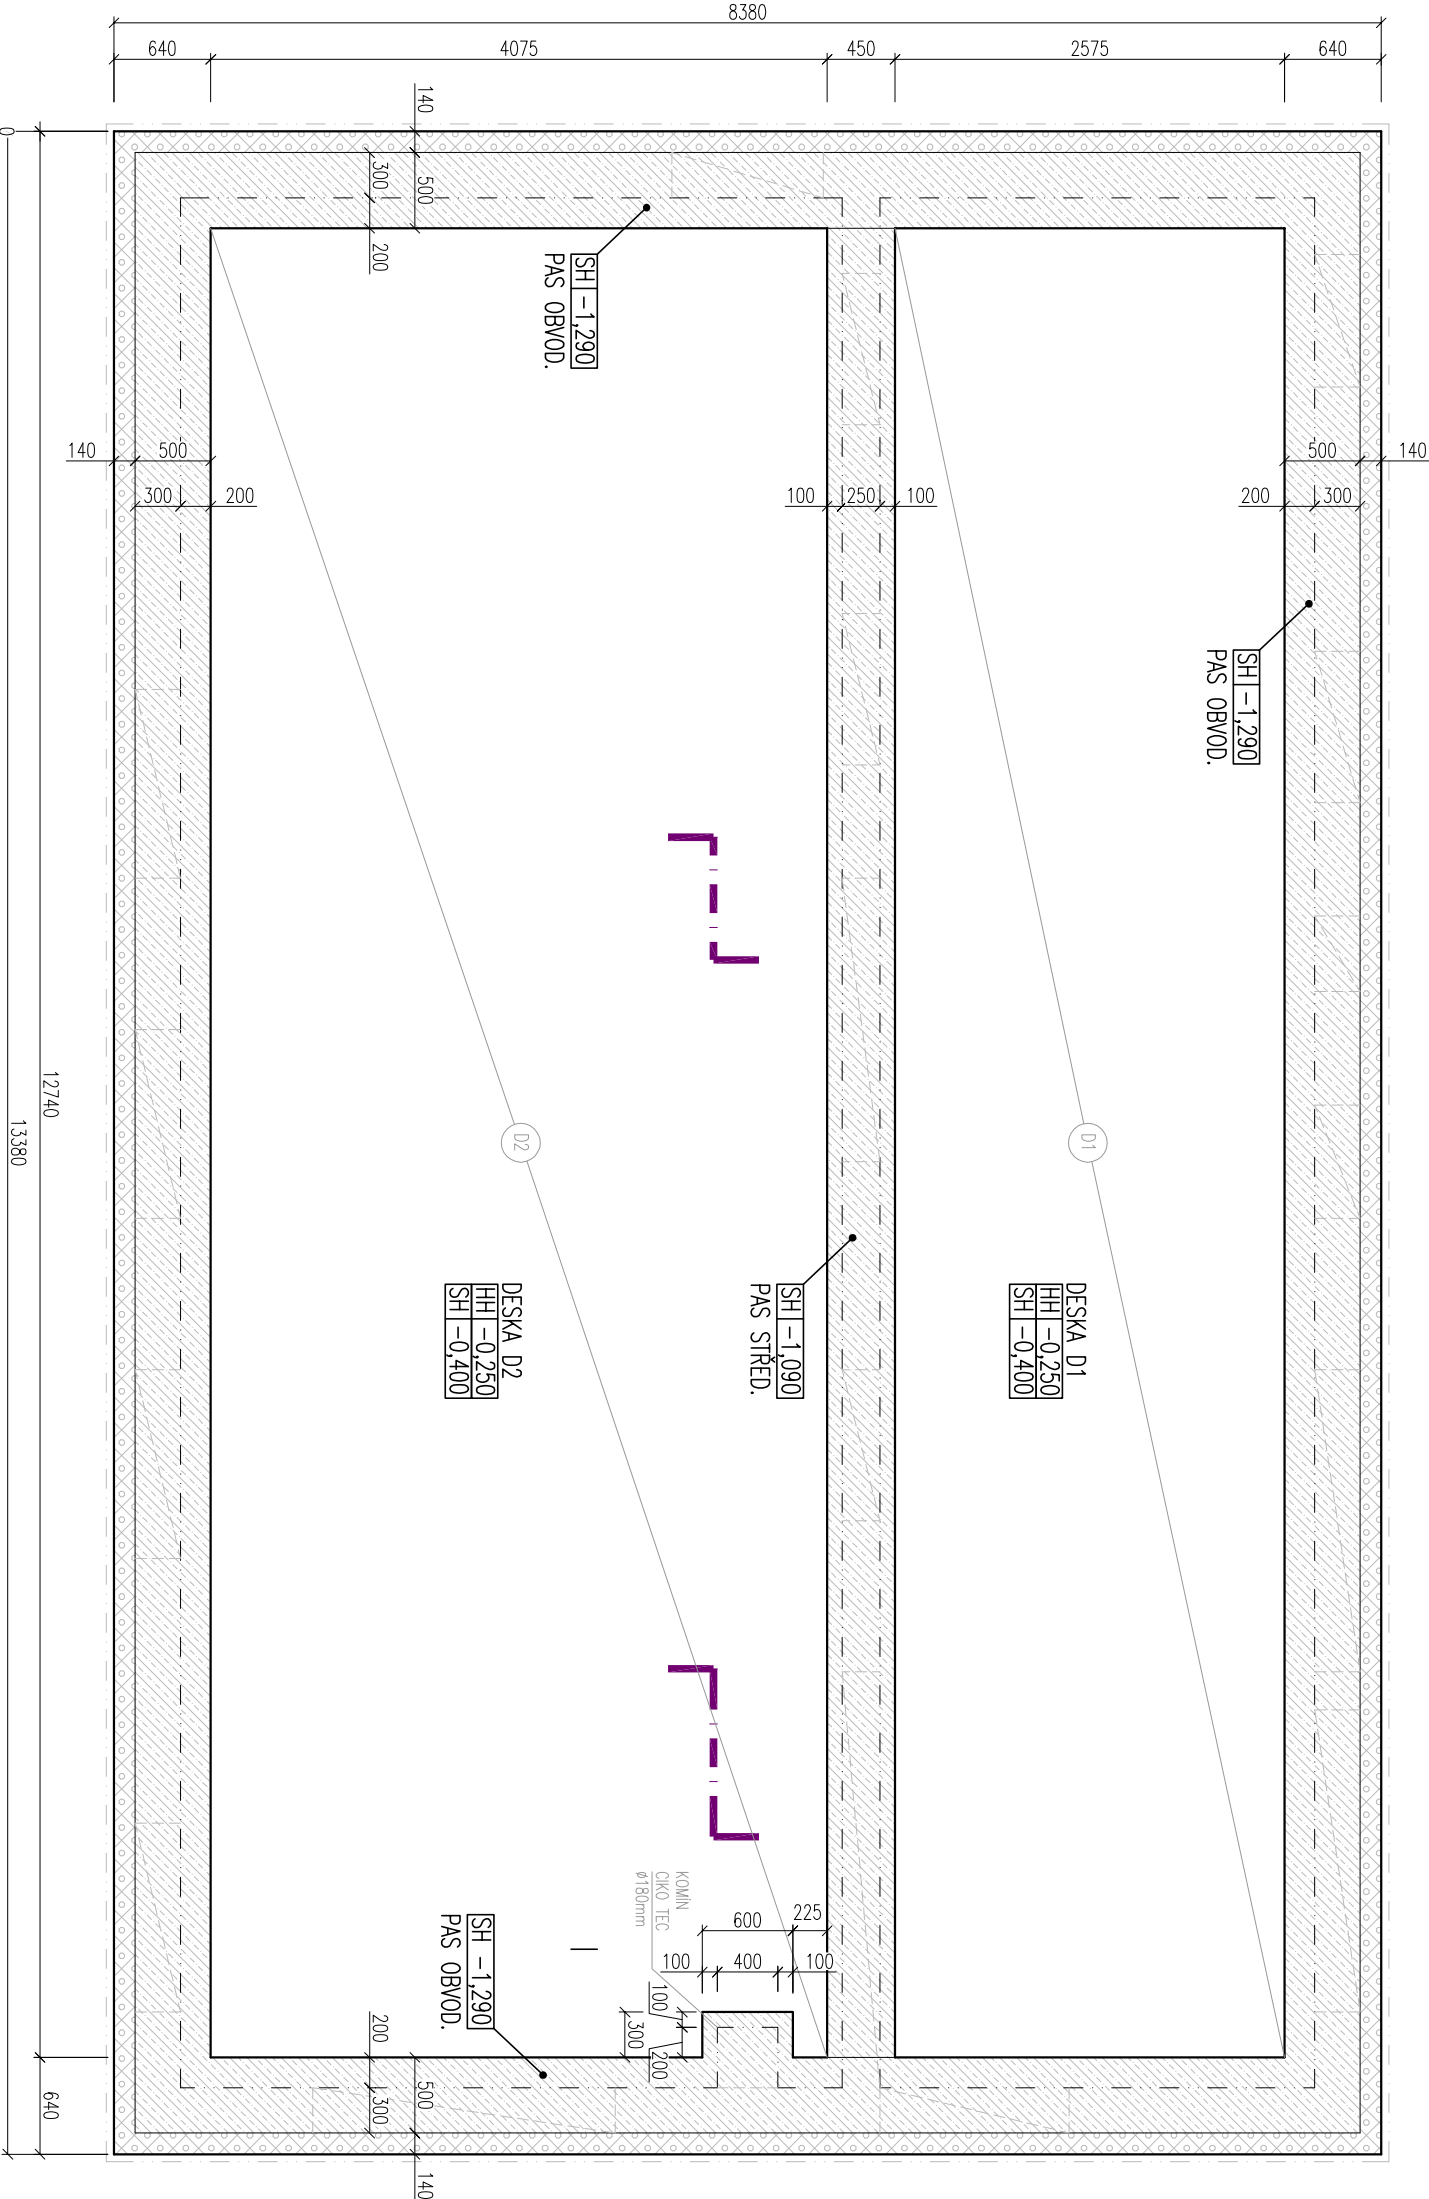 8380
640
4075
450
2575
640
140
300
500
200
SH -1,290
PAS OBVOD.
140
500
300
200
100
250
100
500
140
200
300
SH -1,290
PAS OBVOD.
0
12740
13380
D2
D1
DESKA D2
HH -0,250
SH -0,400
SH -1,090
PAS STŘED.
DESKA D1
HH -0,250
SH -0,400
KOMÍN
CIKO TEC
ø180mm
600
225
100
400
100
100
300
200
SH -1,290
PAS OBVOD.
200
500
300
640
140